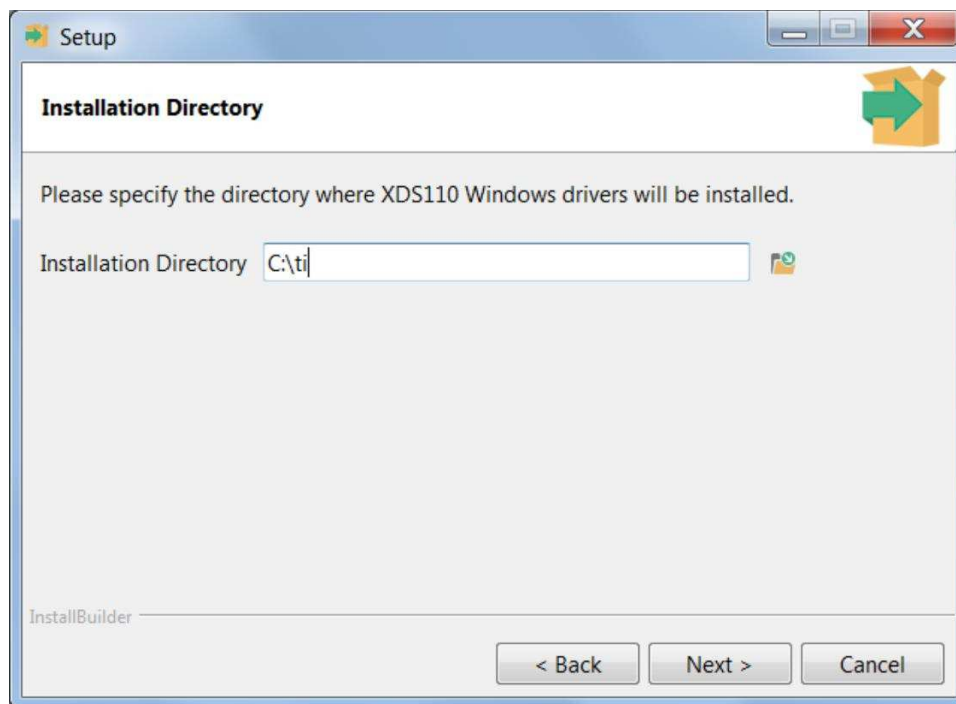 Setup
Installation Directory
Please specify the directory where XDS110 Windows drivers will be installed.
Installation Directory C:\ti
InstallBuilder
< Back Next > Cancel